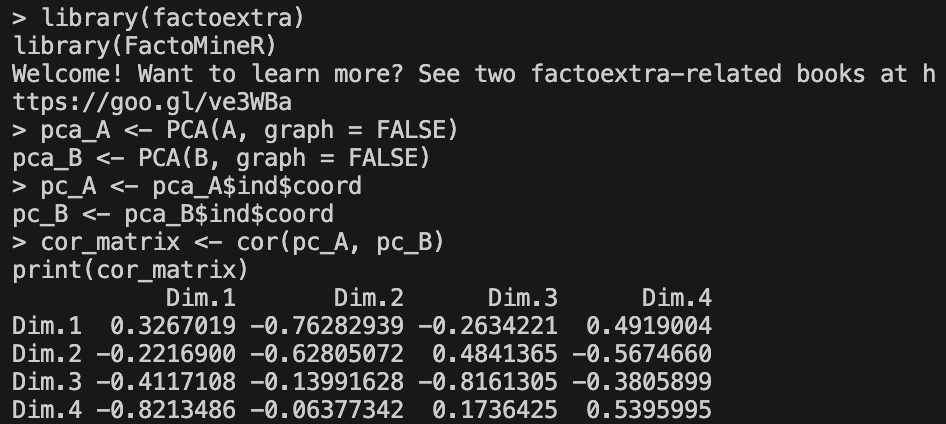 > library(factoextra)
library(FactoMineR)
Welcome! Want to learn more? See two factoextra-related books at h
ttps://goo.gl/ve3WBa
> pca_A <- PCA(A, graph = FALSE)
pca_B <- PCA(B, graph = FALSE)
> pc_A <- pca_A$ind$coord
pc_B <- pca_B$ind$coord
> cor_matrix <- cor(pc_A, pc_B)
print(cor_matrix)
           Dim.1       Dim.2      Dim.3      Dim.4
Dim.1  0.3267019 -0.76282939 -0.2634221  0.4919004
Dim.2 -0.2216900 -0.62805072  0.4841365 -0.5674660
Dim.3 -0.4117108 -0.13991628 -0.8161305 -0.3805899
Dim.4 -0.8213486 -0.06377342  0.1736425  0.5395995